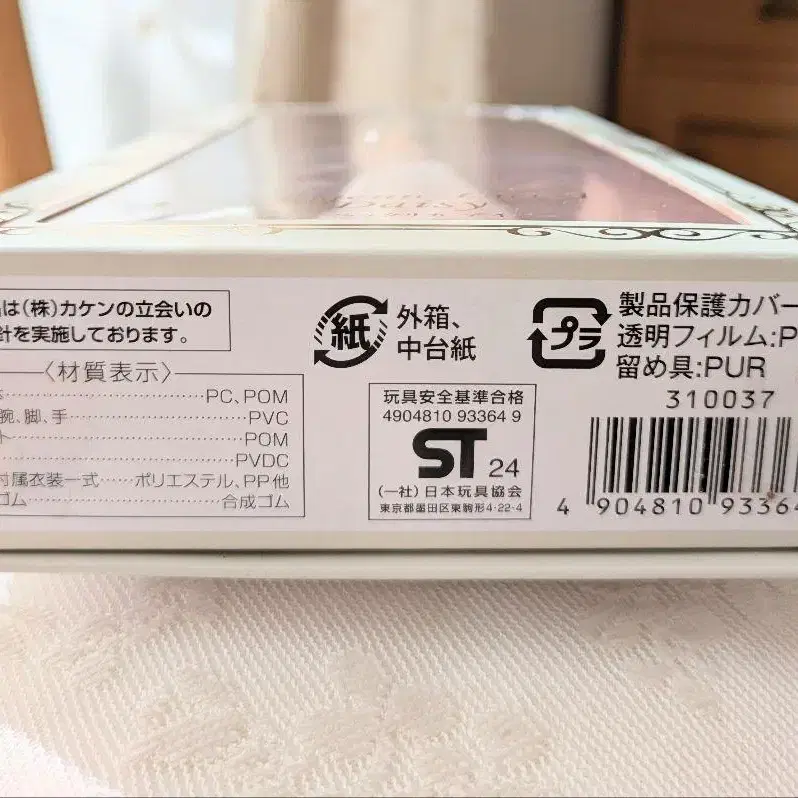 は(株)カケンの立会いの
針を実施しております。
〈材質表示〉
PC、POM
腕、脚、手 PVC
POM
PVDC
付属衣装一式 ポリエステル、PP他
ゴム 合成ゴム
紙
外箱、
中台紙
玩具安全基準合格
4904810 93364 9
ST 24
(一社)日本玩具協会
東京都墨田区東駒形4-22-4
プラ
製品保護カバー
透明フィルム:P
留め具:PUR
310037
4 904810 93364